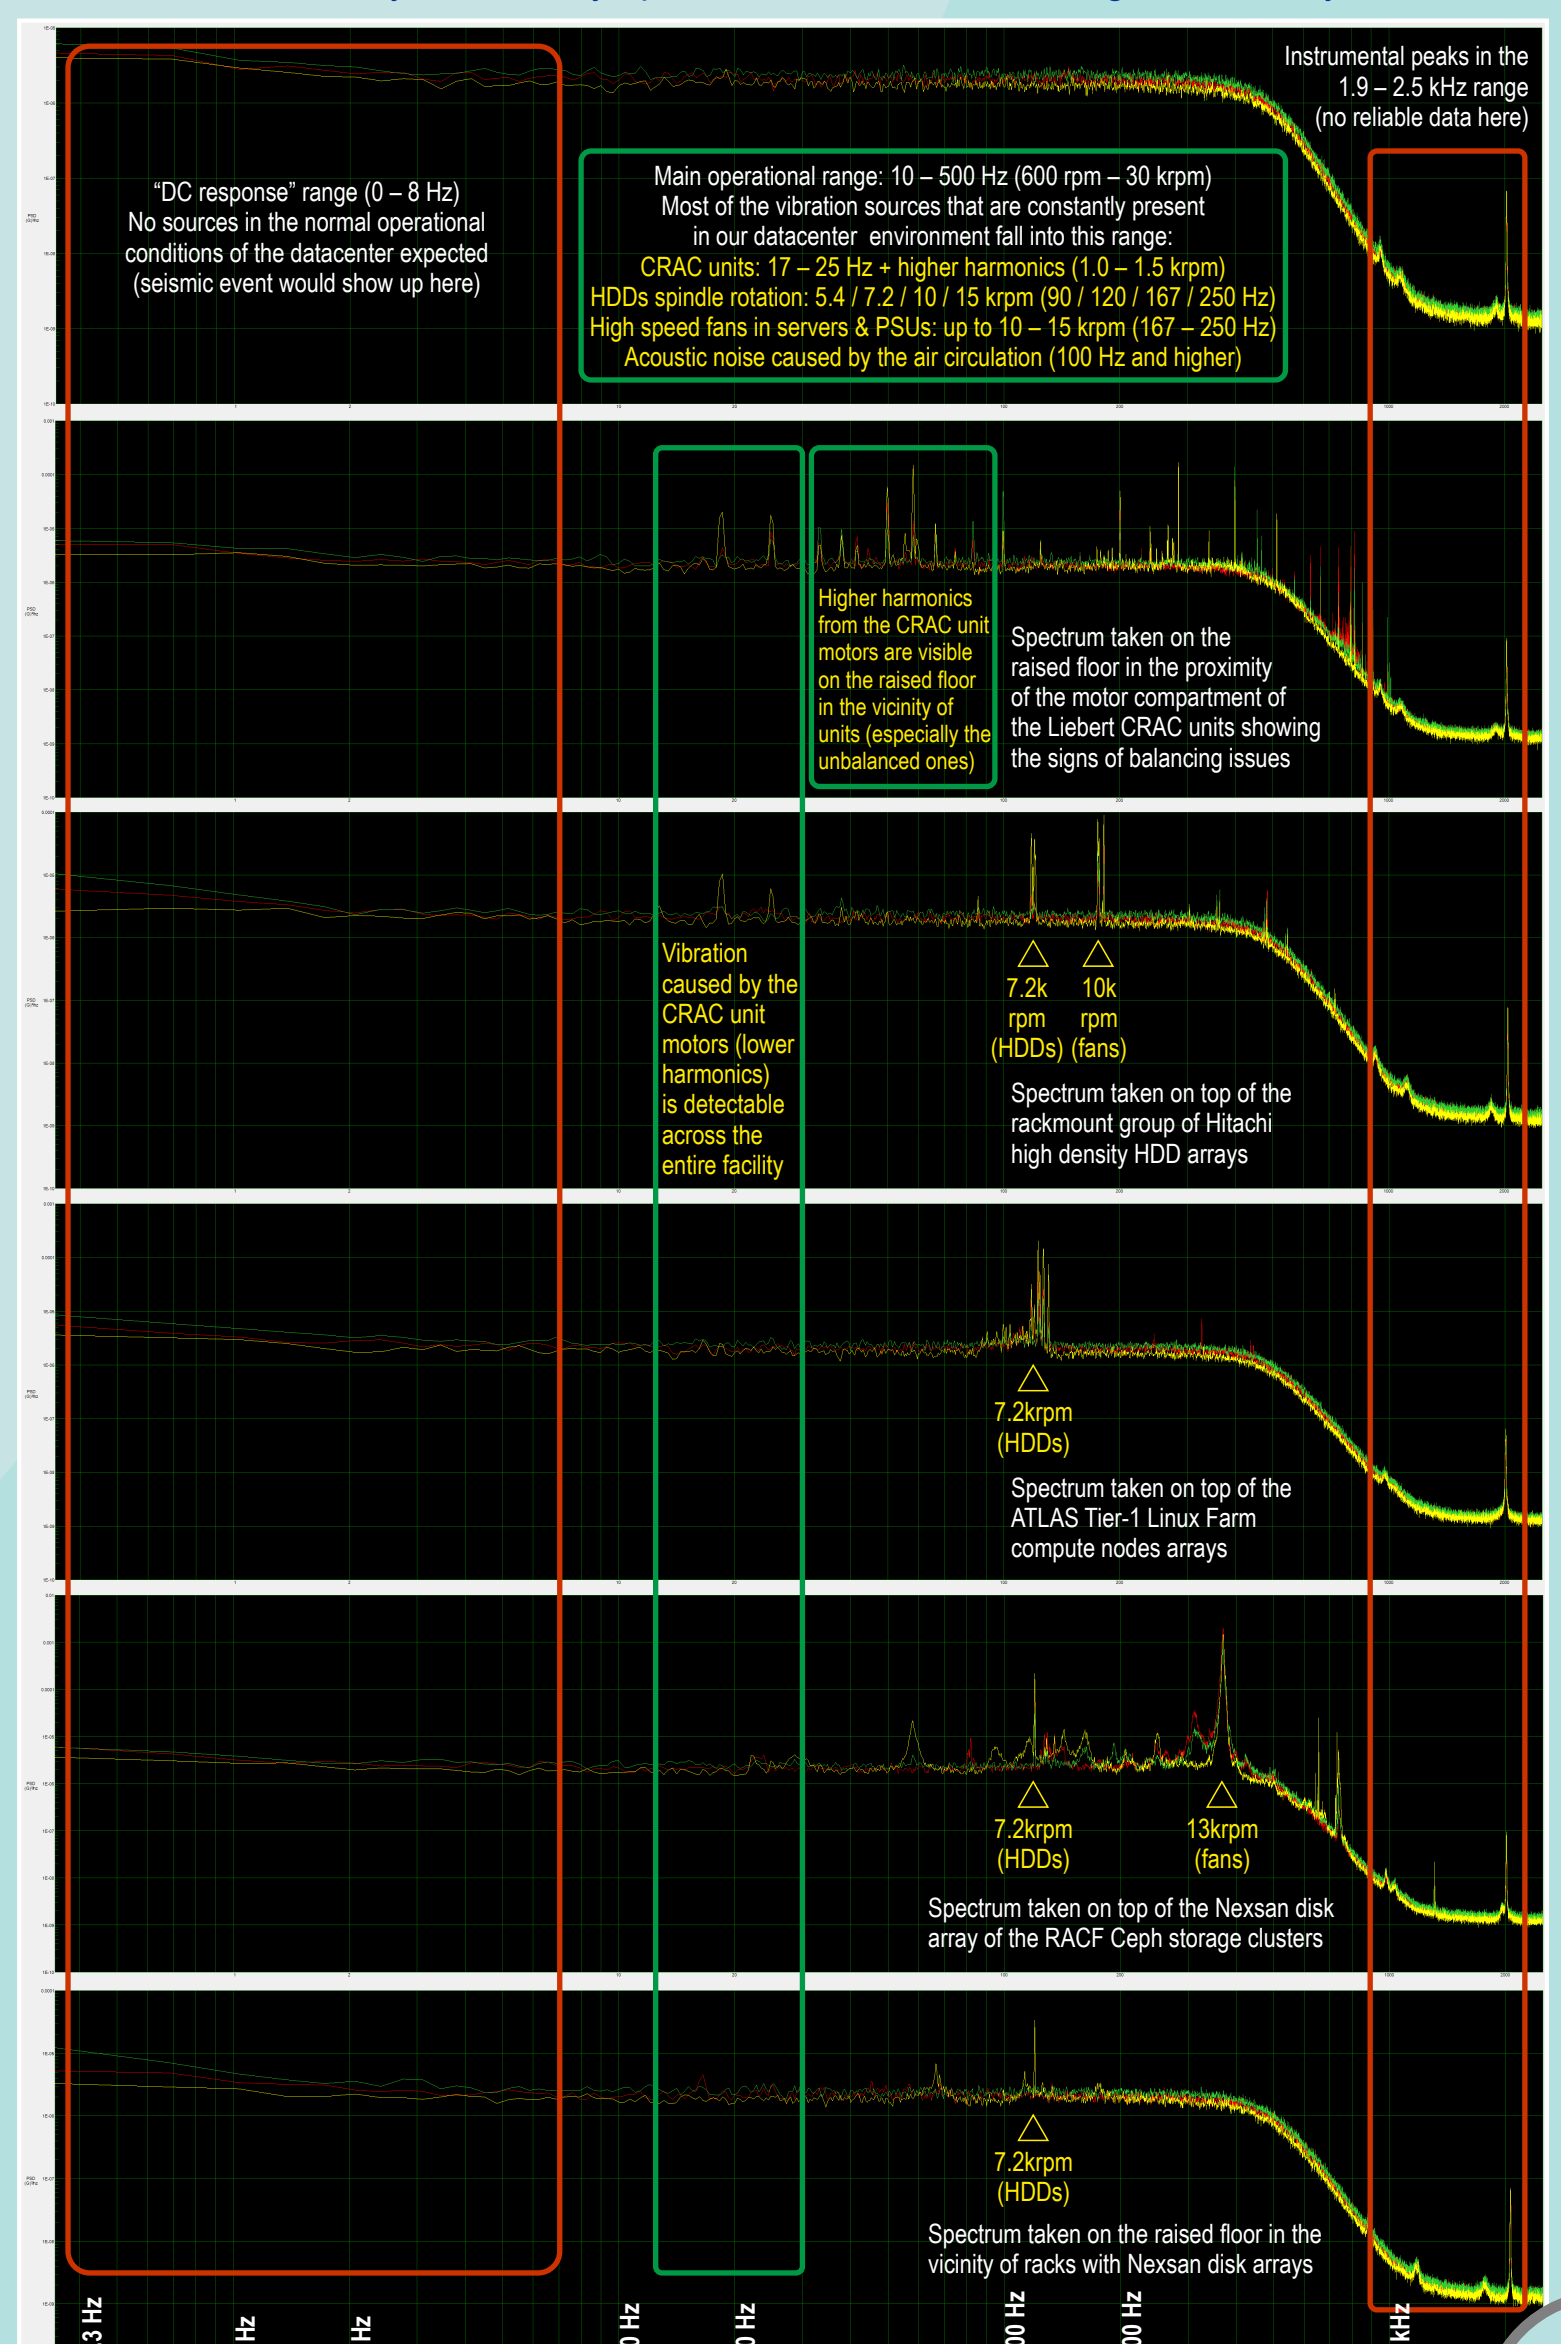 Instrumental peaks in the
1.9 – 2.5 kHz range
(no reliable data here)
“DC response” range (0 – 8 Hz)
No sources in the normal operational
conditions of the datacenter expected
(seismic event would show up here)
Main operational range: 10 – 500 Hz (600 rpm – 30 krpm)
Most of the vibration sources that are constantly present
in our datacenter environment fall into this range:
CRAC units: 17 – 25 Hz + higher harmonics (1.0 – 1.5 krpm)
HDDs spindle rotation: 5.4 / 7.2 / 10 / 15 krpm (90 / 120 / 167 / 250 Hz)
High speed fans in servers & PSUs: up to 10 – 15 krpm (167 – 250 Hz)
Acoustic noise caused by the air circulation (100 Hz and higher)
Higher harmonics
from the CRAC unit
motors are visible
on the raised floor
in the vicinity of
units (especially the
unbalanced ones)
Spectrum taken on the
raised floor in the proximity
of the motor compartment of
the Liebert CRAC units showing
the signs of balancing issues
Vibration
caused by the
CRAC unit
motors (lower
harmonics)
is detectable
across the
entire facility
7.2k
rpm
(HDDs)
10k
rpm
(fans)
Spectrum taken on top of the
rackmount group of Hitachi
high density HDD arrays
7.2krpm
(HDDs)
Spectrum taken on top of the
ATLAS Tier-1 Linux Farm
compute nodes arrays
7.2krpm
(HDDs)
13krpm
(fans)
Spectrum taken on top of the Nexsan disk
array of the RACF Ceph storage clusters
7.2krpm
(HDDs)
Spectrum taken on the raised floor in the
vicinity of racks with Nexsan disk arrays
3 Hz
Hz
Hz
0 Hz
0 Hz
00 Hz
00 Hz
kHz